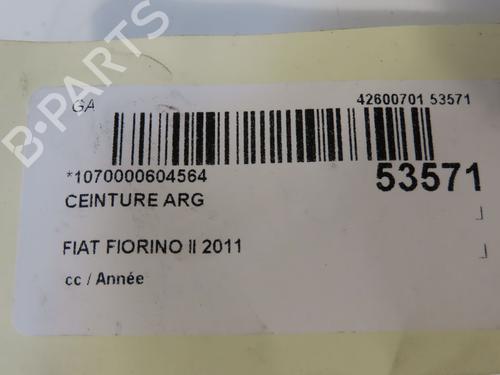 GA
42600701 53571
*1070000604564
53571
CEINTURE ARG
FIAT FIORINO II 2011
cc / Année
B-PARTS